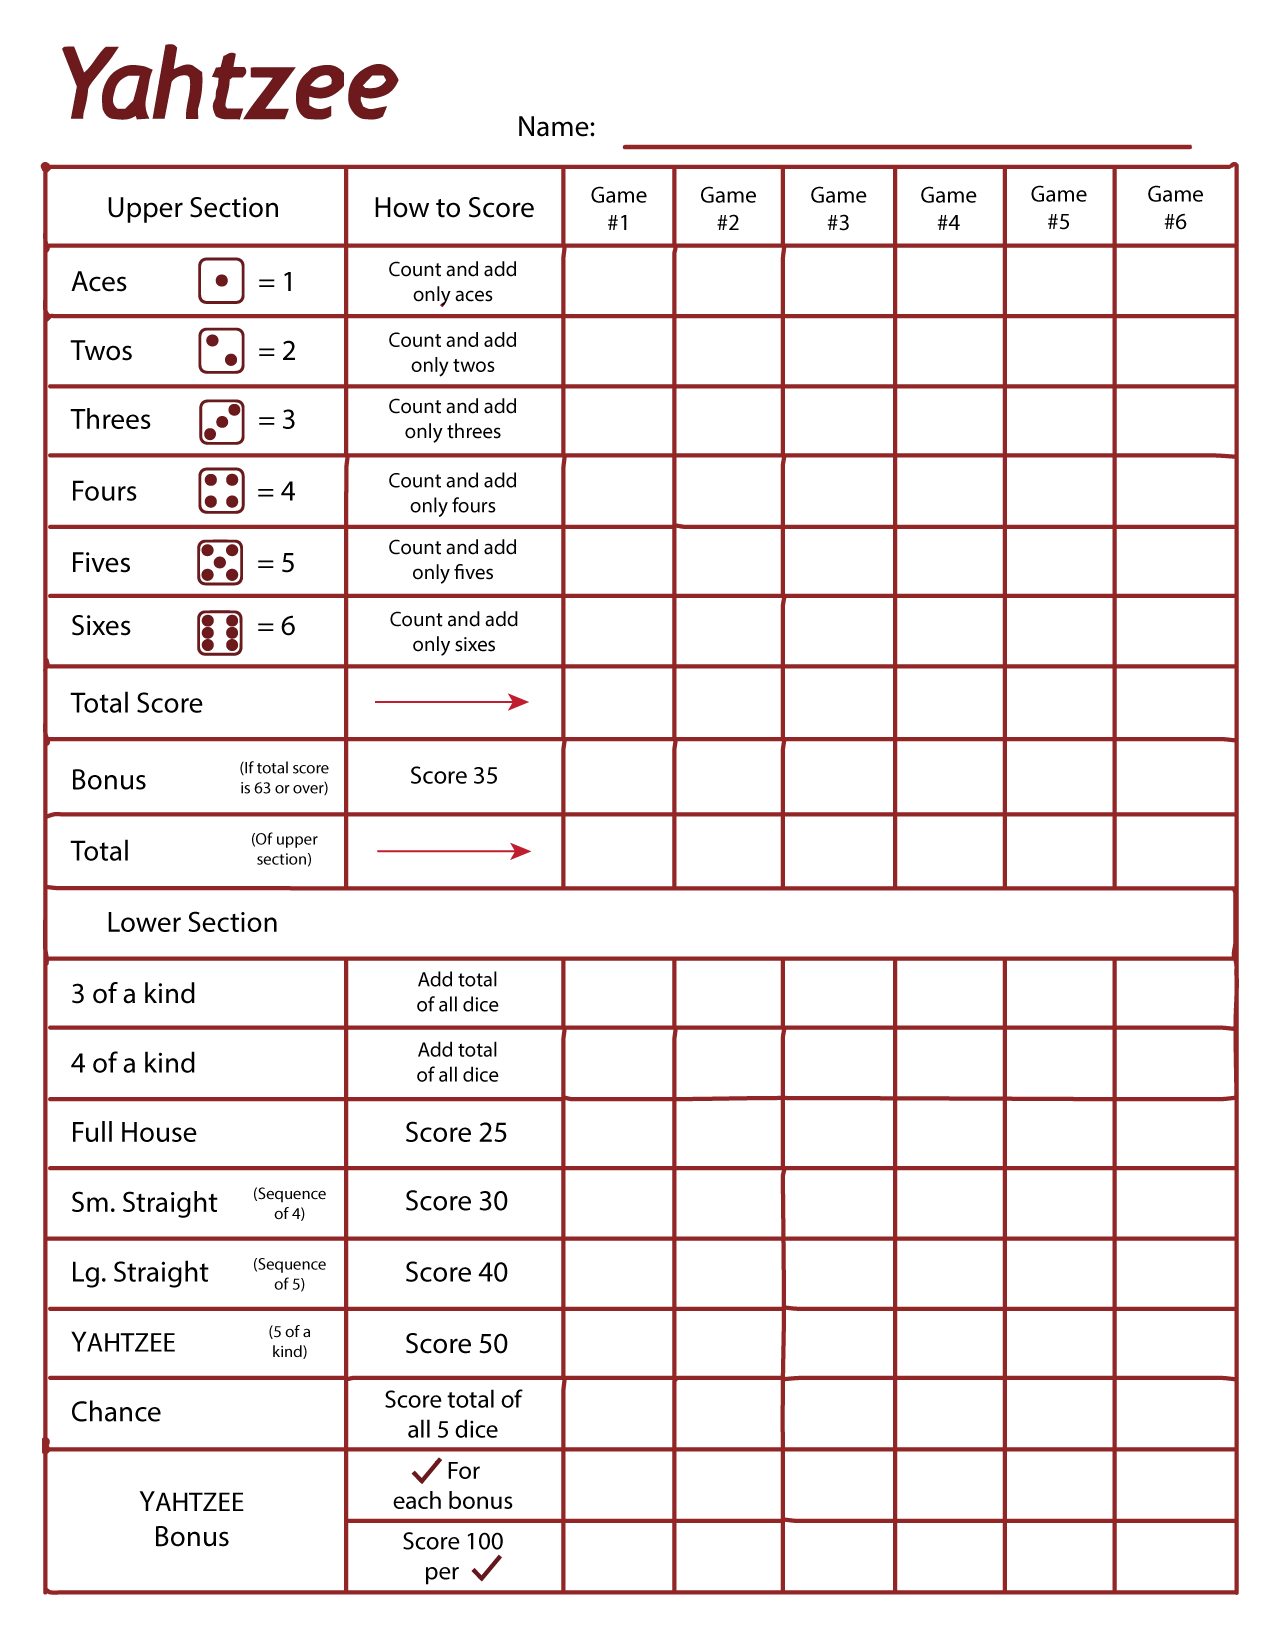 Yahtzee
Name:
Upper Section
How to Score
Game
#1
Game
#2
Game
#3
Game
#4
Game
#5
Game
#6
Aces = 1
Count and add
only aces
Twos = 2
Count and add
only twos
Threes = 3
Count and add
only threes
Fours = 4
Count and add
only fours
Fives = 5
Count and add
only fives
Sixes = 6
Count and add
only sixes
Total Score
Bonus
(If total score
is 63 or over)
Score 35
Total
(Of upper
section)
Lower Section
3 of a kind
Add total
of all dice
4 of a kind
Add total
of all dice
Full House
Score 25
Sm. Straight
(Sequence
of 4)
Score 30
Lg. Straight
(Sequence
of 5)
Score 40
YAHTZEE
(5 of a
kind)
Score 50
Chance
Score total of
all 5 dice
YAHTZEE
Bonus
✓ For
each bonus
Score 100
per ✓